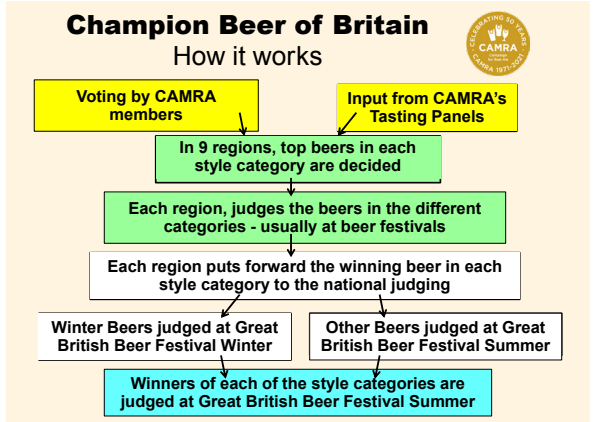 Champion Beer of Britain
How it works
CELEBRATING 50 YEARS
CAMRA
CAMRA 1971-2021
Voting by CAMRA
members
Input from CAMRA's
Tasting Panels
In 9 regions, top beers in each
style category are decided
Each region, judges the beers in the different
categories - usually at beer festivals
Each region puts forward the winning beer in each
style category to the national judging
Winter Beers judged at Great
British Beer Festival Winter
Other Beers judged at Great
British Beer Festival Summer
Winners of each of the style categories are
judged at Great British Beer Festival Summer